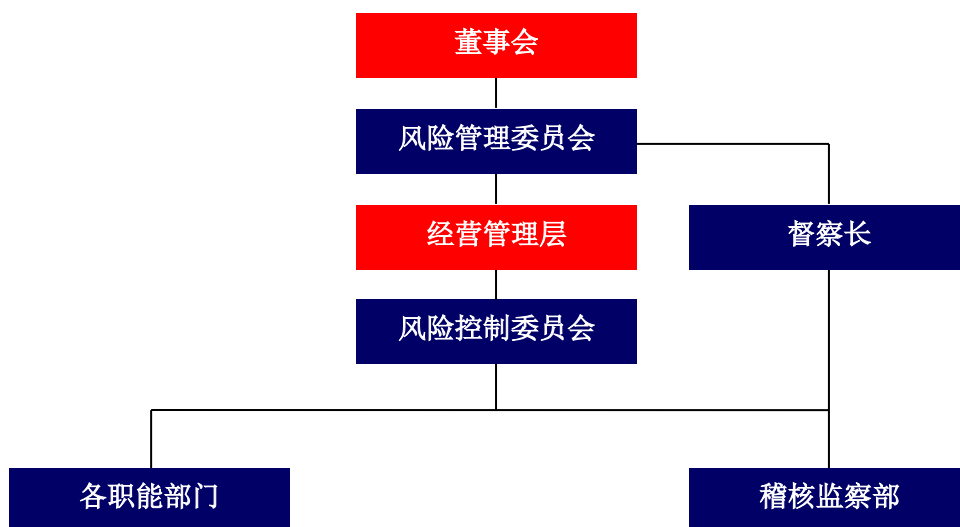 董事会
风险管理委员会
经营管理层
督察长
风险控制委员会
各职能部门
稽核监察部